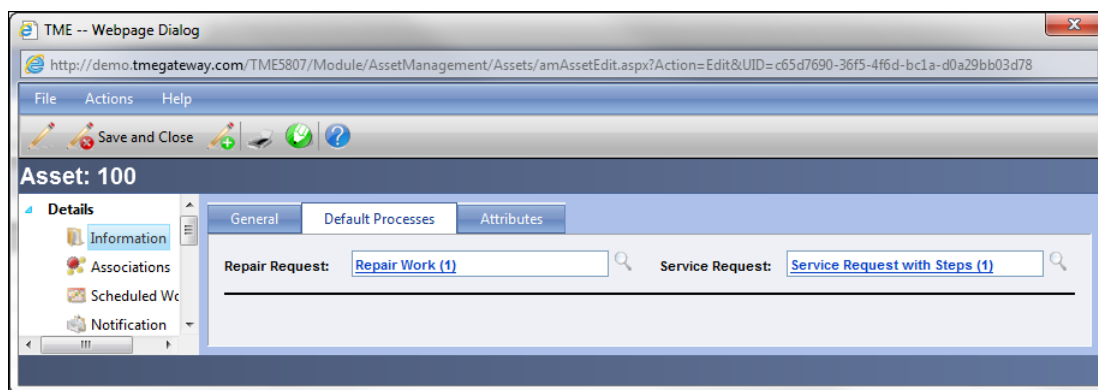 TME -- Webpage Dialog
http://demo.tmegateway.com/TME5807/Module/AssetManagement/Assets/amAssetEdit.aspx?Action=Edit&UID=c65d7690-36f5-4f6d-bc1a-d0a29bb03d78
File Actions Help
Save and Close
Asset: 100
Details
General Default Processes Attributes
Information
Associations
Repair Request: Repair Work (1) Service Request: Service Request with Steps (1)
Scheduled Wc
Notification